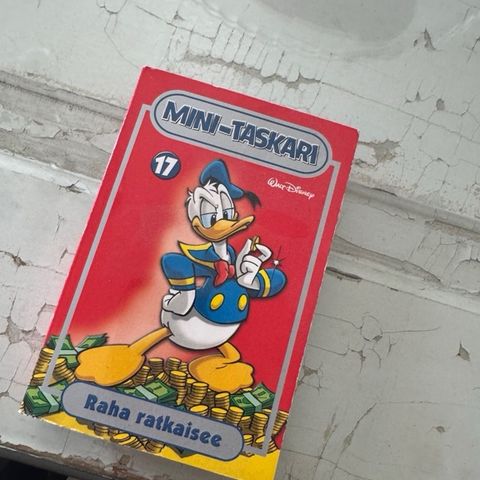 MINI-TASKARI
17
WALT DISNEY
Raha ratkaisee